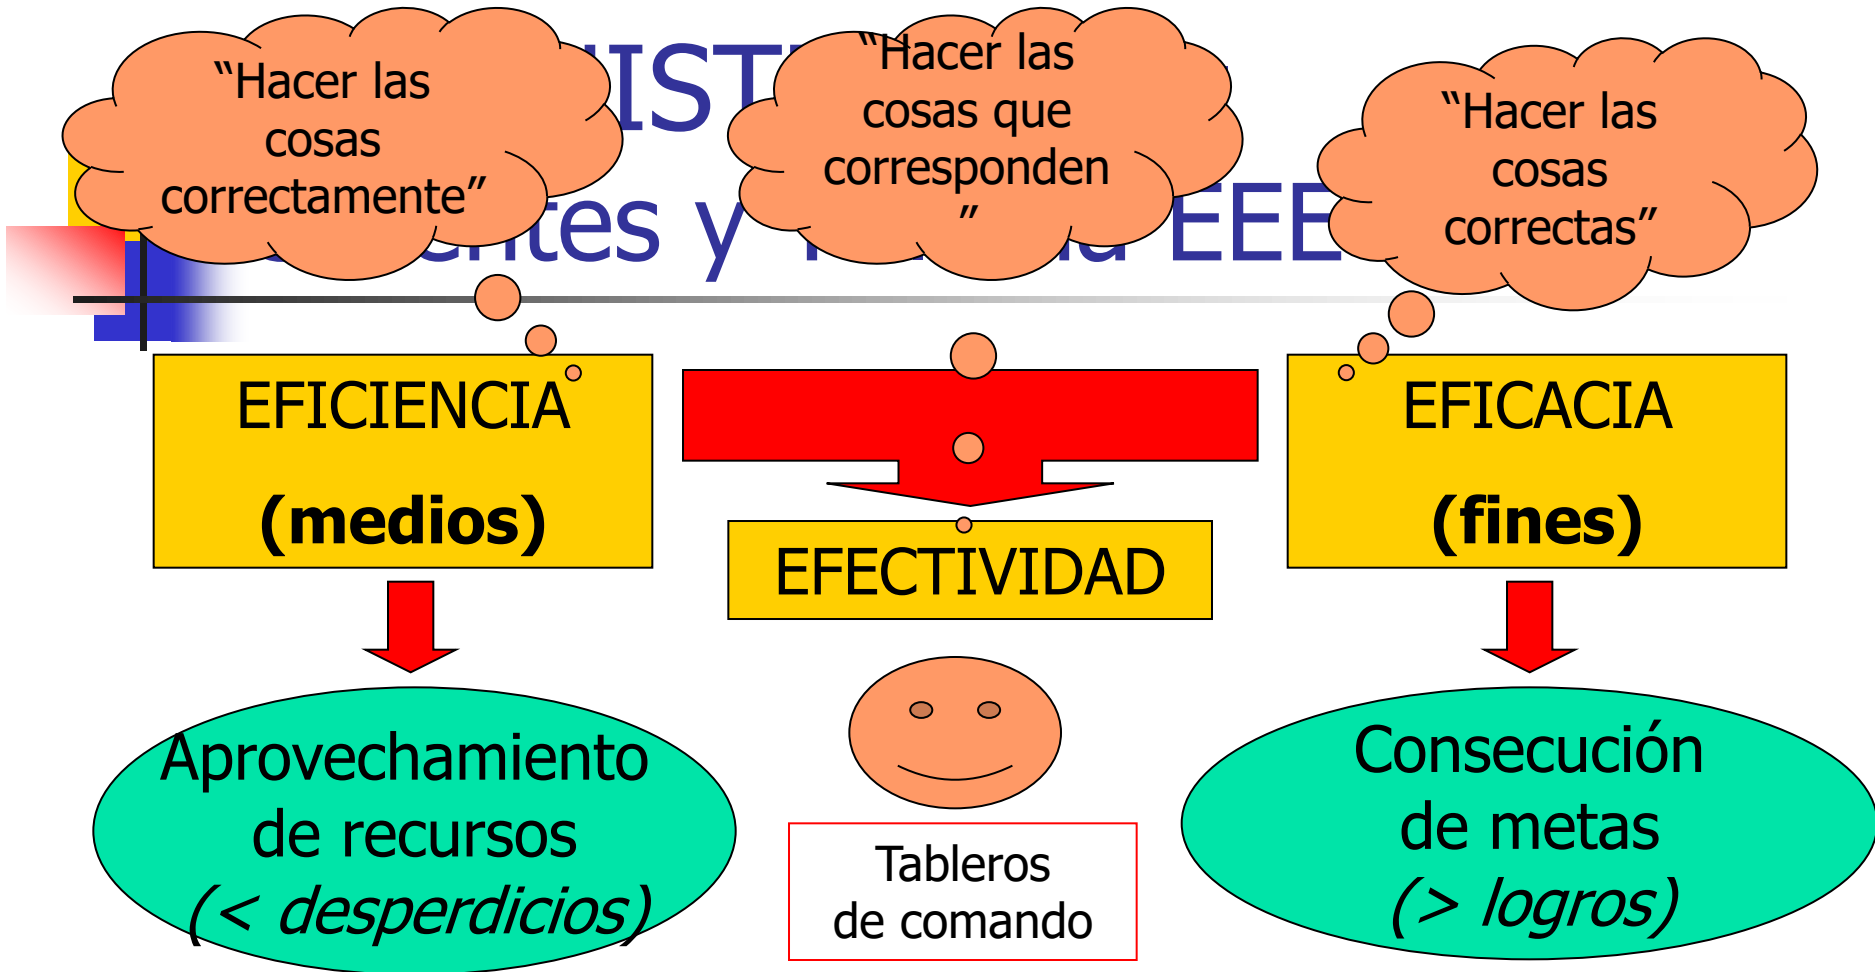 “Hacer las
cosas
correctamente”
“Hacer las
cosas que
corresponden
”
“Hacer las
cosas
correctas”
y EEE
EFICIENCIA
(medios)
EFECTIVIDAD
EFICACIA
(fines)
Aprovechamiento
de recursos
(< desperdicios)
Tableros
de comando
Consecución
de metas
(> logros)